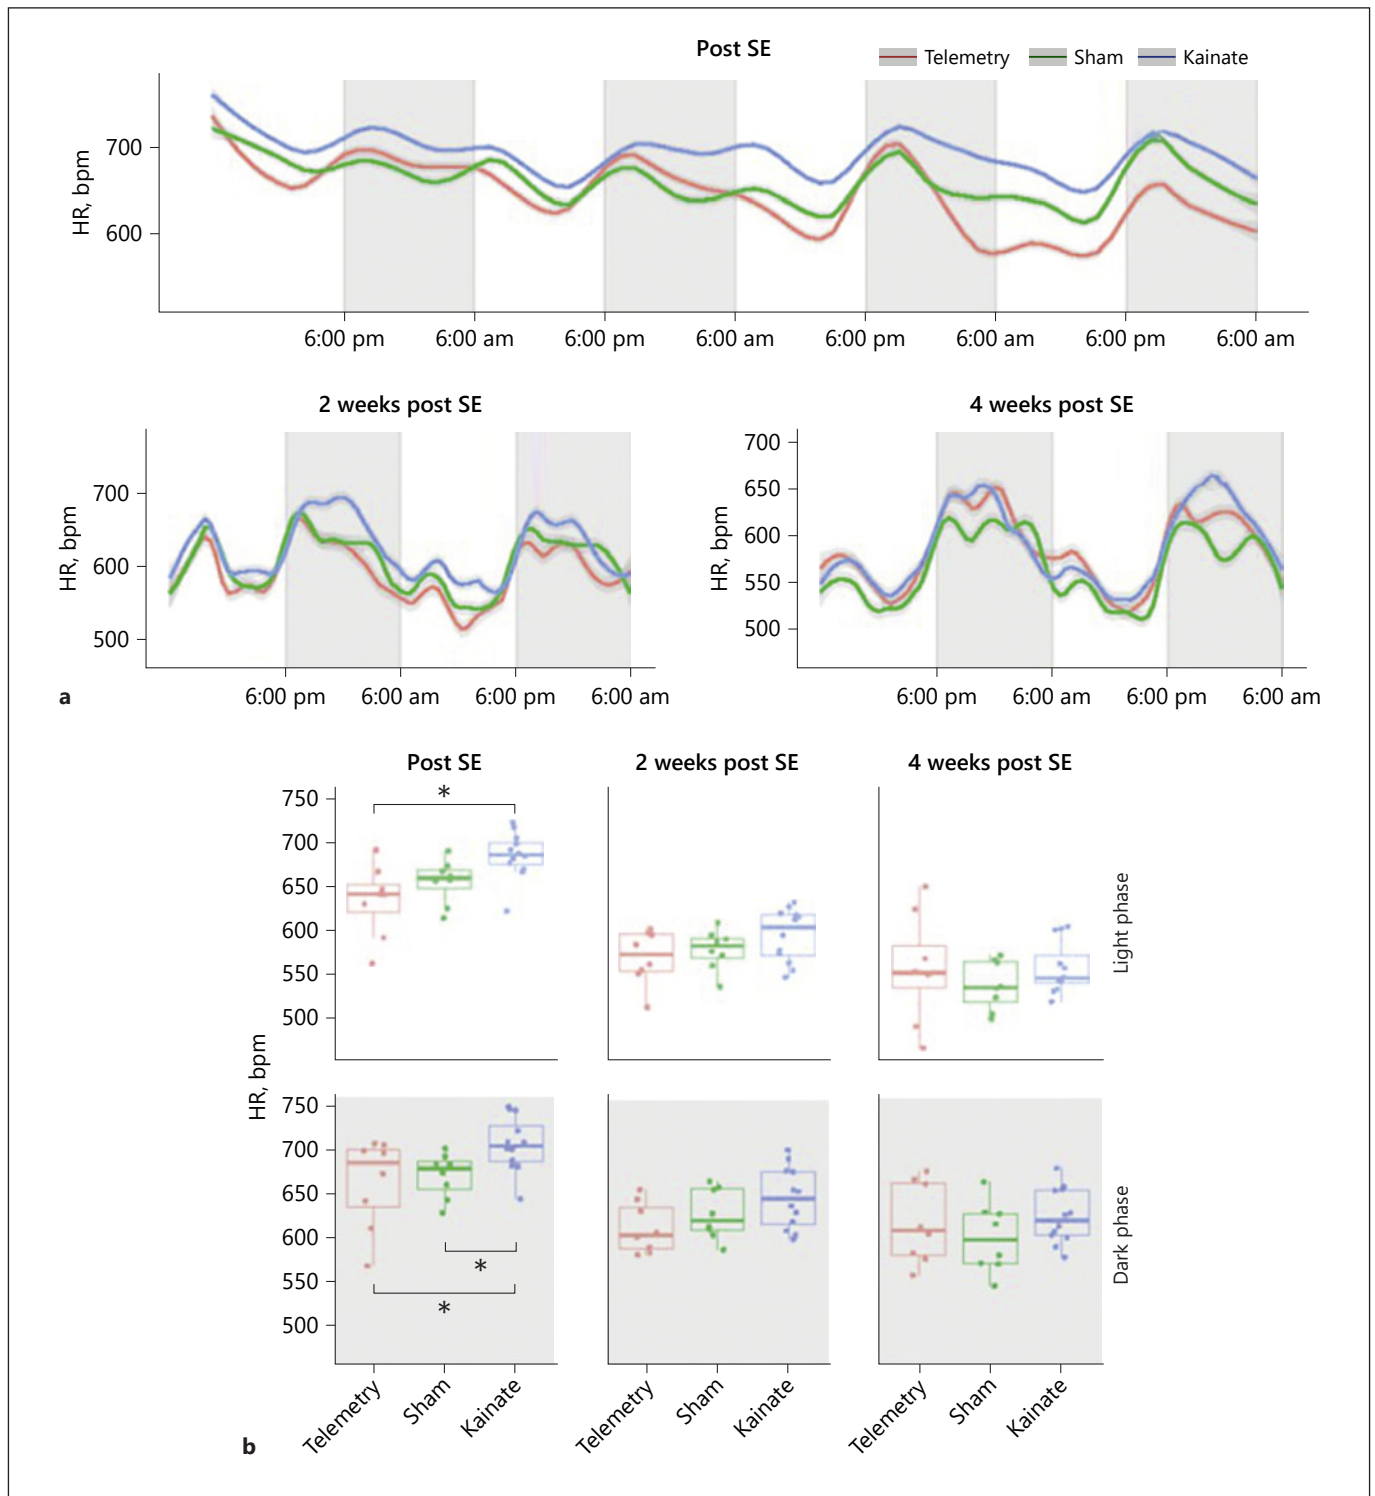 Post SE
Telemetry Sham Kainate
700
600
HR, bpm
6:00 pm 6:00 am 6:00 pm 6:00 am 6:00 pm 6:00 am 6:00 pm 6:00 am
2 weeks post SE
700
600
500
HR, bpm
6:00 pm 6:00 am 6:00 pm 6:00 am
4 weeks post SE
700
650
600
550
500
HR, bpm
6:00 pm 6:00 am 6:00 pm 6:00 am
a
Post SE 2 weeks post SE 4 weeks post SE
750
700
650
600
550
500
*
Light phase
HR, bpm
750
700
650
600
550
500
*
*
Dark phase
Telemetry Sham Kainate Telemetry Sham Kainate Telemetry Sham Kainate
b